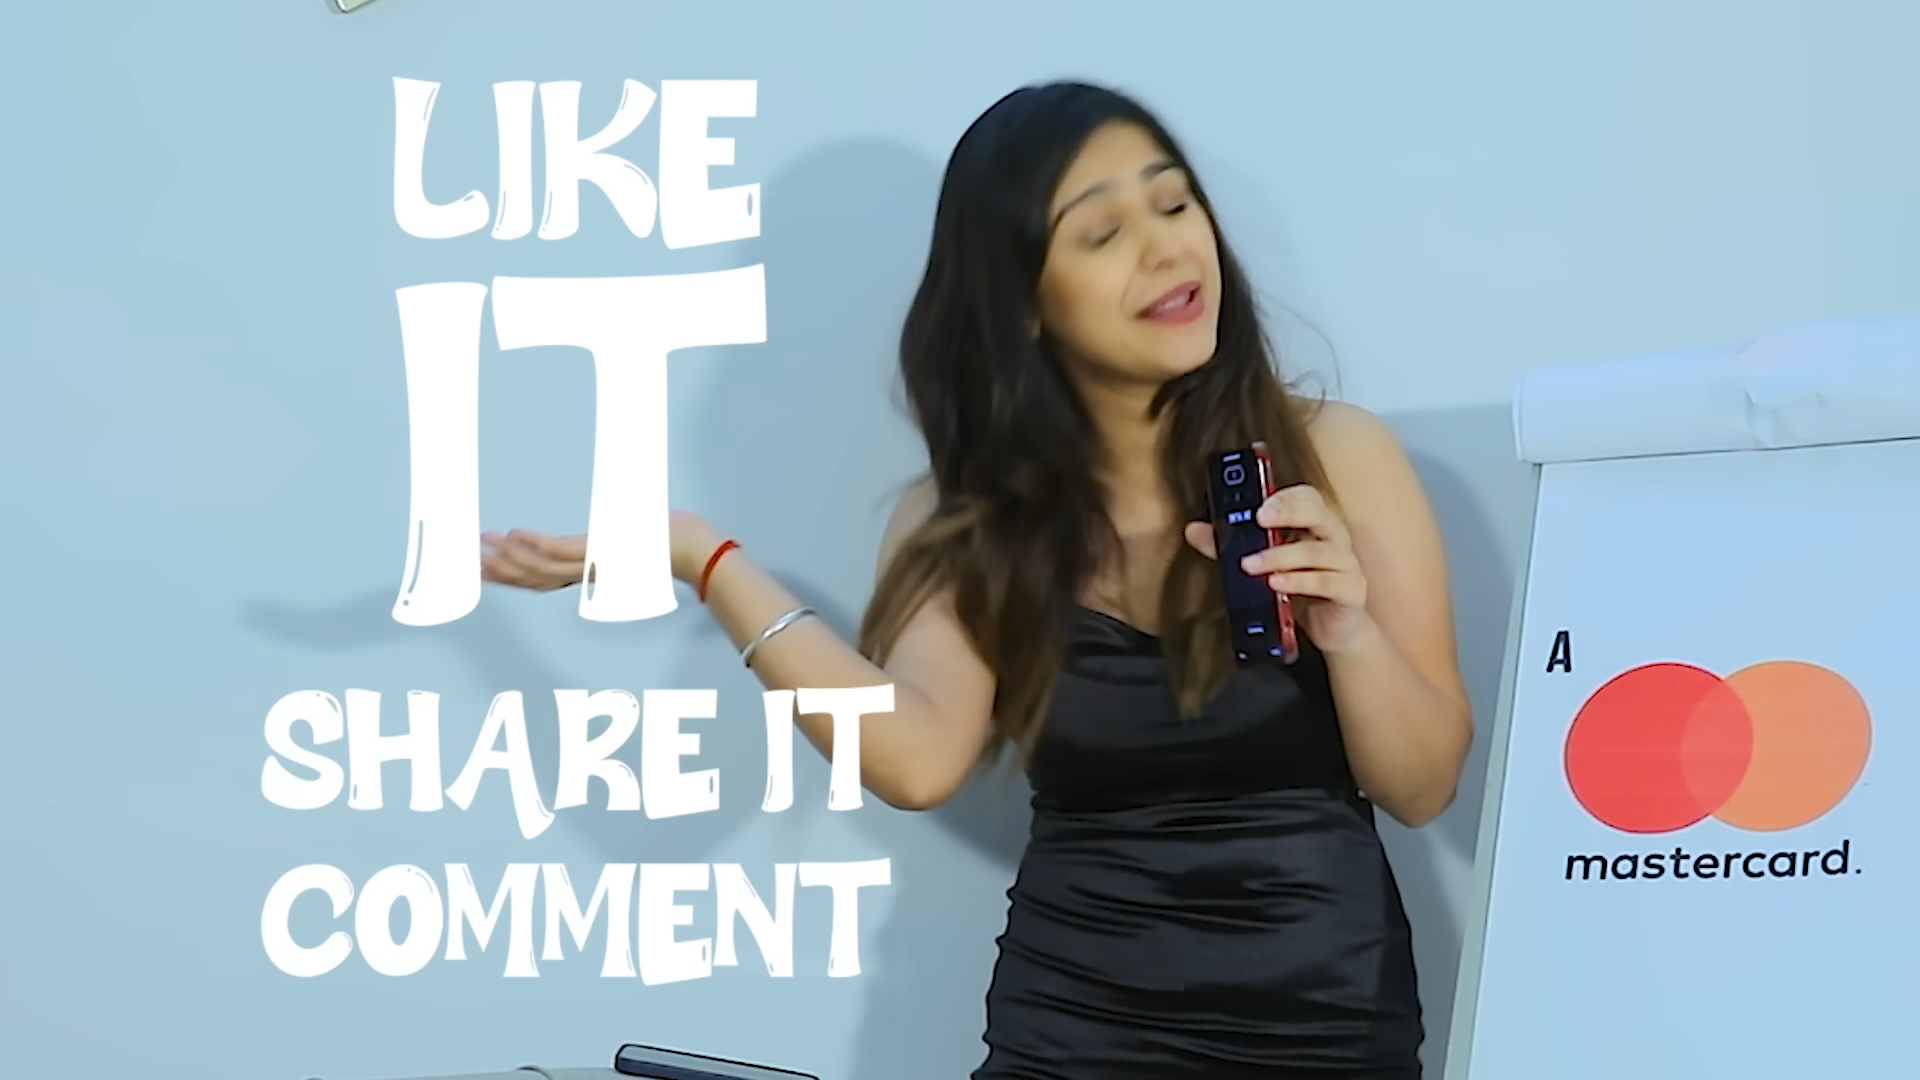 LIKE
IT
SHARE IT
COMMENT
A
mastercard.